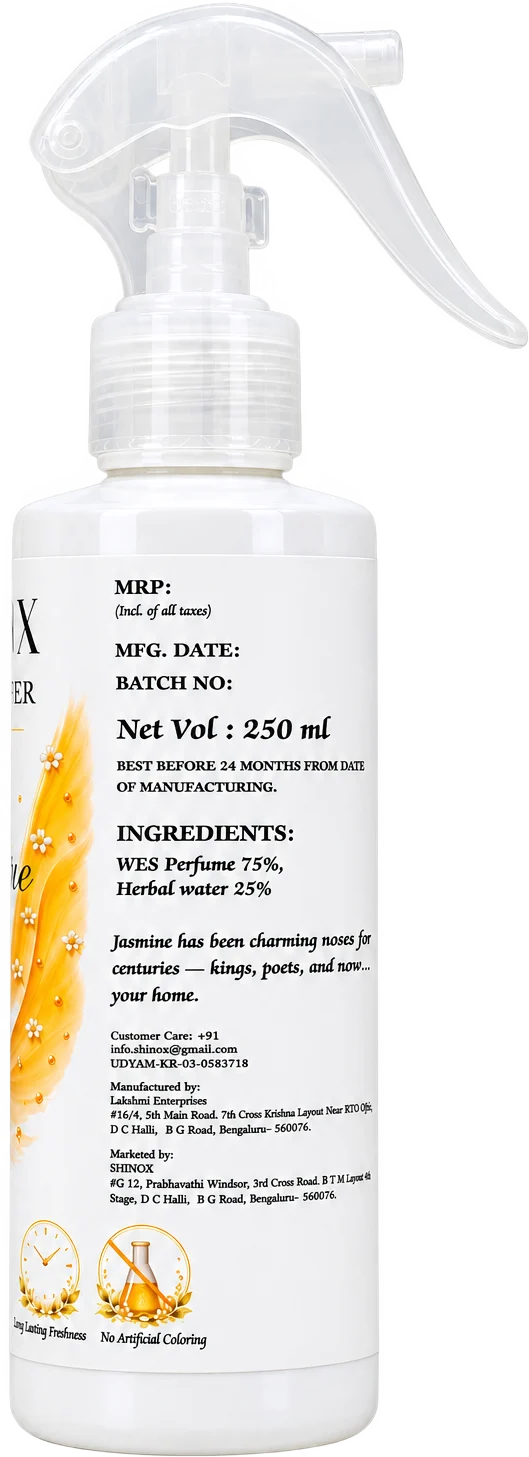 MRP:
(Incl. of all taxes)
MFG. DATE:
BATCH NO:
Net Vol : 250 ml
BEST BEFORE 24 MONTHS FROM DATE
OF MANUFACTURING.
INGREDIENTS:
WES Perfume 75%,
Herbal water 25%
Jasmine has been charming noses for
centuries — kings, poets, and now...
your home.
Customer Care: +91
info.shinox@gmail.com
UDYAM-KR-03-0583718
Manufactured by:
Lakshmi Enterprises
#16/4, 5th Main Road. 7th Cross Krishna Layout Near RTO Offic,
D C Halli, B G Road, Bengaluru- 560076.
Marketed by:
SHINOX
#G 12, Prabhavathi Windsor, 3rd Cross Road. B T M Layout 4th
Stage, D C Halli, B G Road, Bengaluru- 560076.
Long Lasting Freshness
No Artificial Coloring